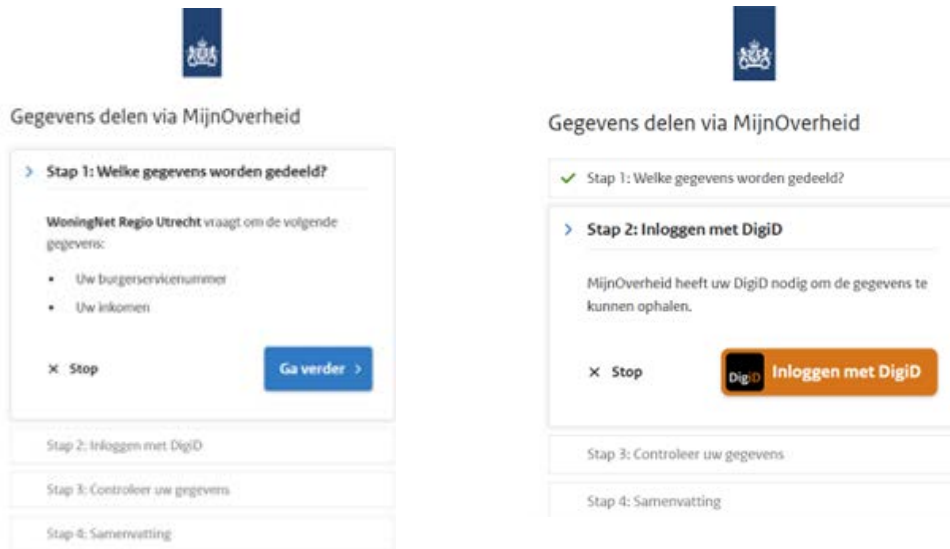 Gegevens delen via MijnOverheid
Stap 1: Welke gegevens worden gedeeld?
WoningNet Regio Utrecht vraagt om de volgende
gegevens:
• Uw burgerservicenummer
• Uw inkomen
× Stop
Ga verder >
Stap 2: Inloggen met DigiD
Stap 3: Controleer uw gegevens
Stap 4: Samenvatting
Gegevens delen via MijnOverheid
Stap 1: Welke gegevens worden gedeeld?
Stap 2: Inloggen met DigiD
MijnOverheid heeft uw DigiD nodig om de gegevens te
kunnen ophalen.
× Stop
DigiD Inloggen met DigiD
Stap 3: Controleer uw gegevens
Stap 4: Samenvatting